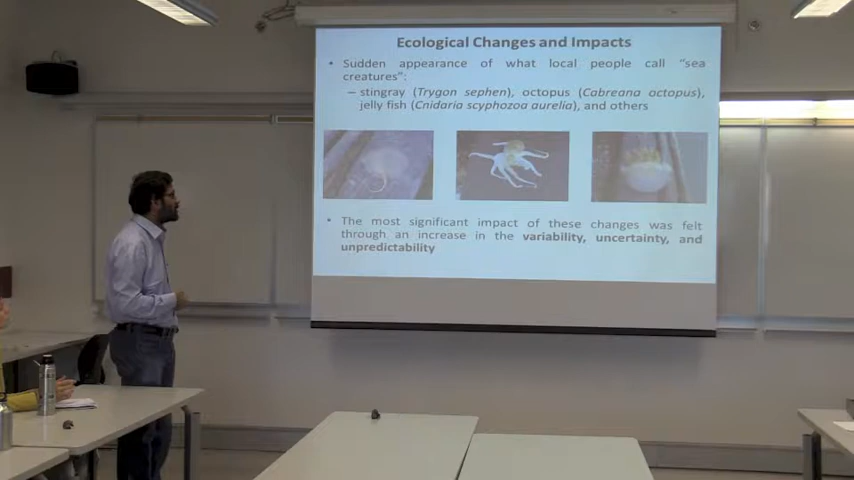 Ecological Changes and Impacts
• Sudden appearance of what local people call "sea
creatures":
– stingray (Trygon sephen), octopus (Cabreana octopus),
jelly fish (Cnidaria scyphozoa aurelia), and others
• The most significant impact of these changes was felt
through an increase in the variability, uncertainty, and
unpredictability